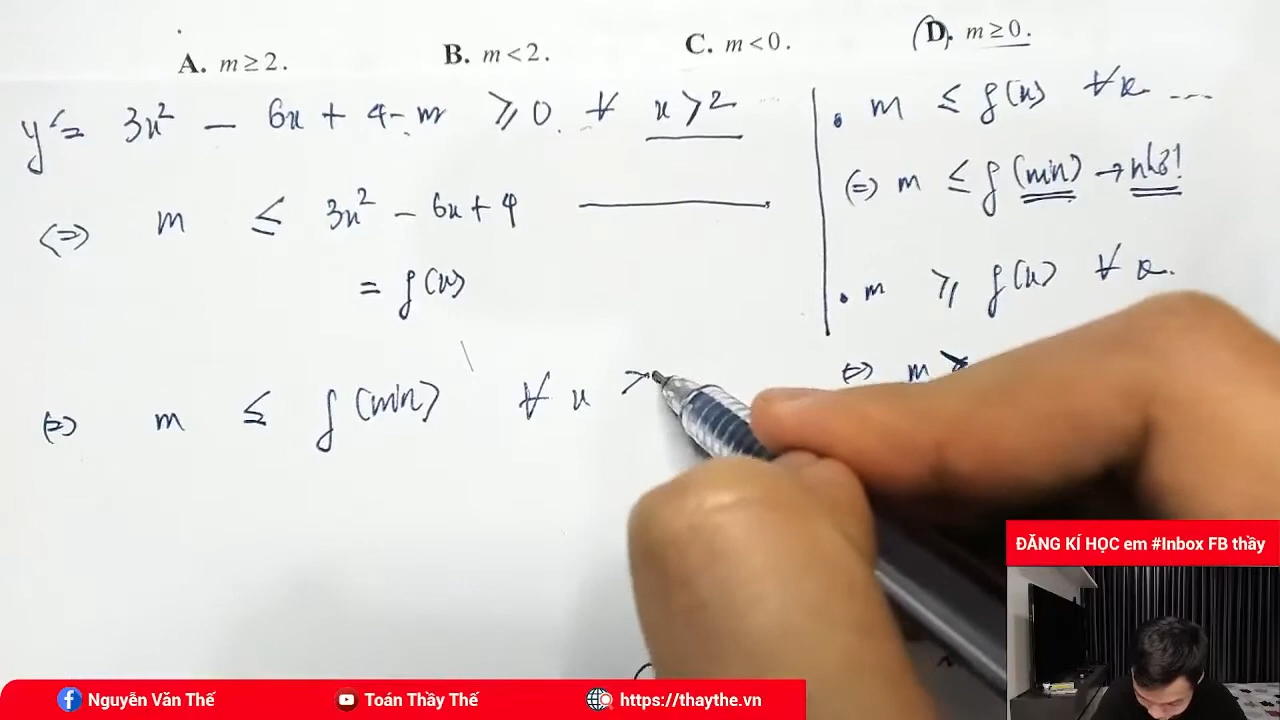 A. m ≥ 2. B. m < 2. C. m < 0. D. m ≥ 0.
y' = 3x² - 6x + 4 - m ≥ 0. ∀ x > 2 ...
⇔ m ≤ 3x² - 6x + 4
= f(x)
⇔ m ≤ f(min) ∀ x >
• m ≤ f(x) ∀x ...
⇔ m ≤ f(min) → nhỏ!
• m ≥ f(x) ∀ x.
⇔ m ≥
ĐĂNG KÍ HỌC em #Inbox FB thầy
Nguyễn Văn Thế Toán Thầy Thế https://thaythe.vn